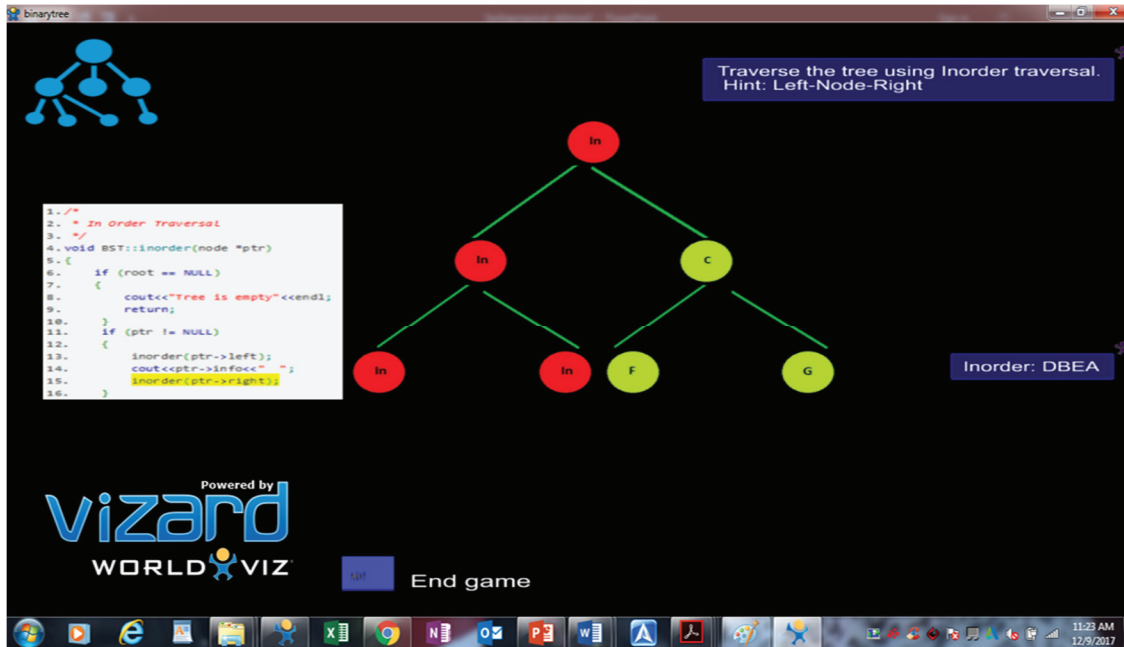 binarytree
Traverse the tree using Inorder traversal.
Hint: Left-Node-Right
In
In
C
In
In
F
G
1./*
2. * In Order Traversal
3. */
4. void BST::inorder(node *ptr)
5. {
6. if (root == NULL)
7. {
8. cout<<"Tree is empty"<<endl;
9. return;
10. }
11. if (ptr != NULL)
12. {
13. inorder(ptr->left);
14. cout<<ptr->info<<" ";
15. inorder(ptr->right);
16. }
Inorder: DBEA
Powered by
Vizard
WORLD VIZ
End game
11:23 AM
12/9/2017